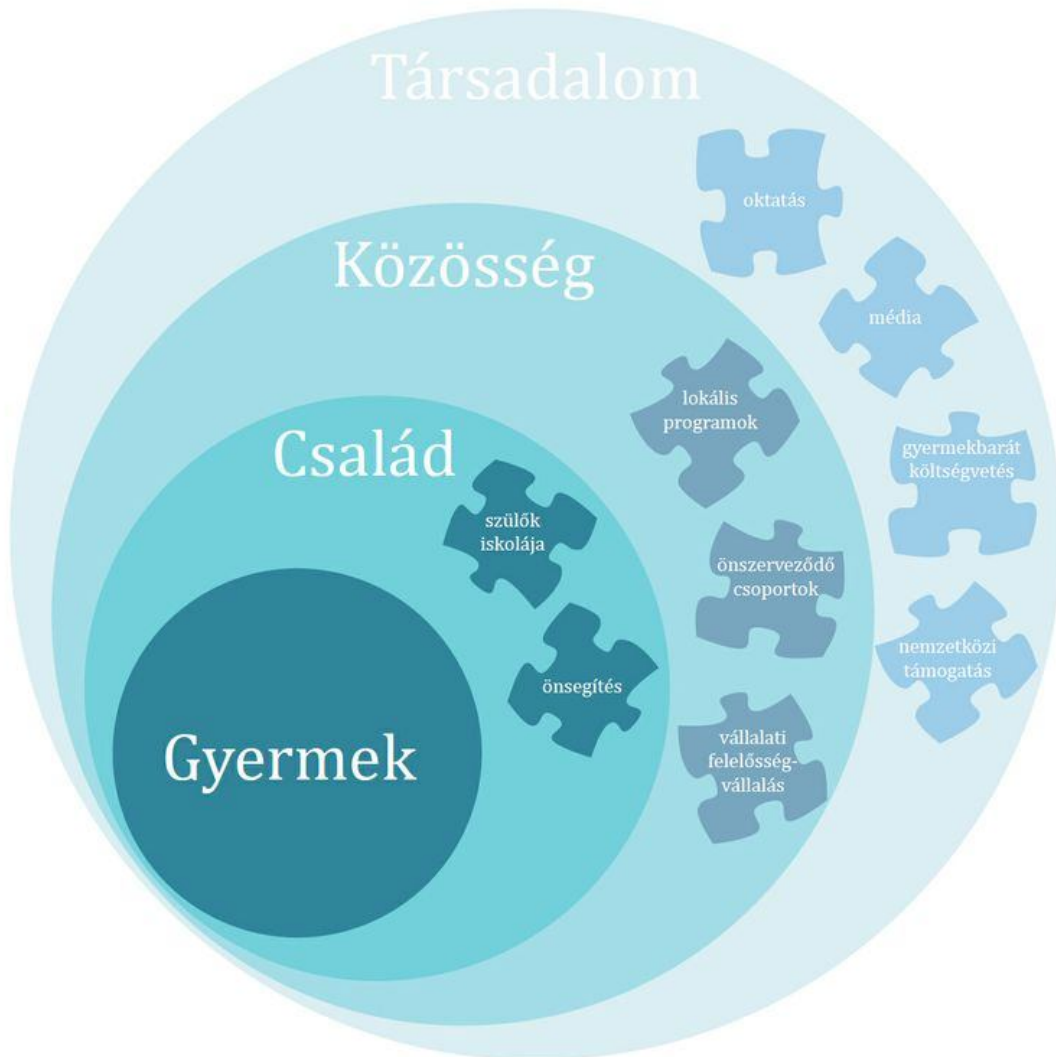 Társadalom
oktatás
média
gyermekbarát
költségvetés
nemzetközi
támogatás
Közösség
lokális
programok
önszerveződő
csoportok
vállalati
felelősség-
vállalás
Család
szülők
iskolája
önsegítés
Gyermek